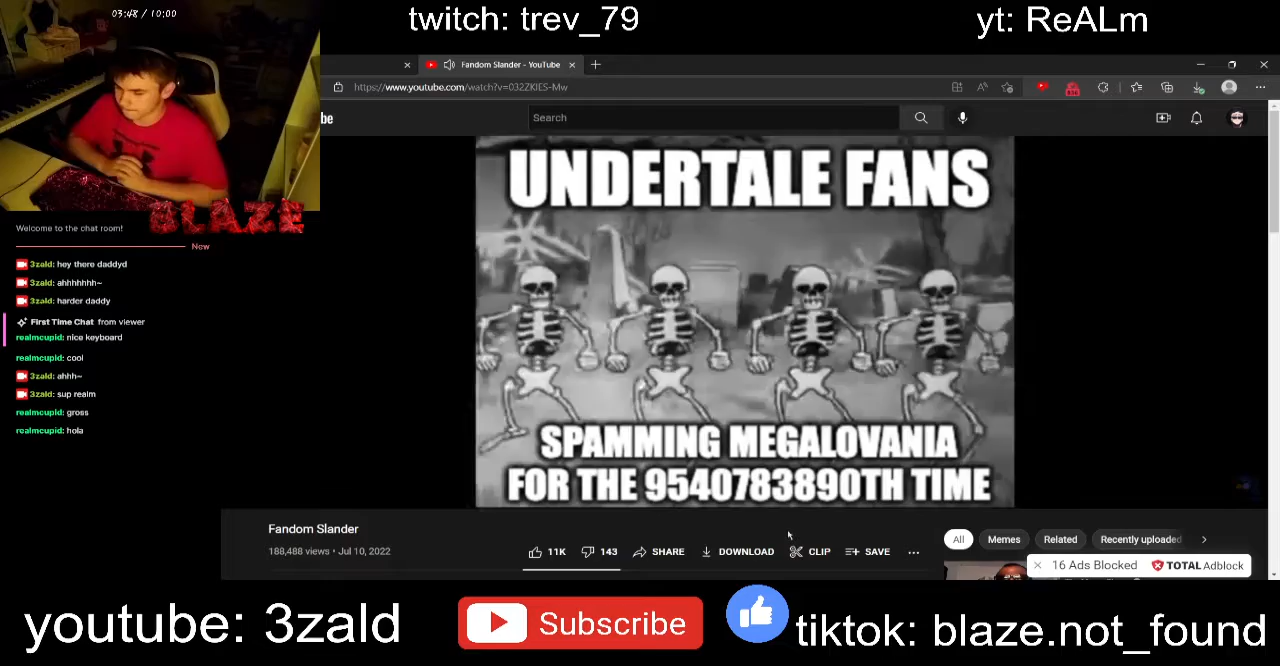 twitch: trev_79
yt: ReALm
03:48 / 10:00
Fandom Slander - YouTube
https://www.youtube.com/watch?v=032ZKIES-Mw
be
Search
UNDERTALE FANS
SPAMMING MEGALOVANIA
FOR THE 9540783890TH TIME
BLAZE
Welcome to the chat room!
New
3zald: hey there daddyd
3zald: ahhhhhhh~
3zald: harder daddy
First Time Chat from viewer
realmcupid: nice keyboard
realmcupid: cool
3zald: ahhh~
3zald: sup realm
realmcupid: gross
realmcupid: hola
Fandom Slander
188,488 views • Jul 10, 2022
11K 143 SHARE DOWNLOAD CLIP SAVE
All Memes Related Recently uploaded
16 Ads Blocked TOTAL Adblock
youtube: 3zald
Subscribe
tiktok: blaze.not_found